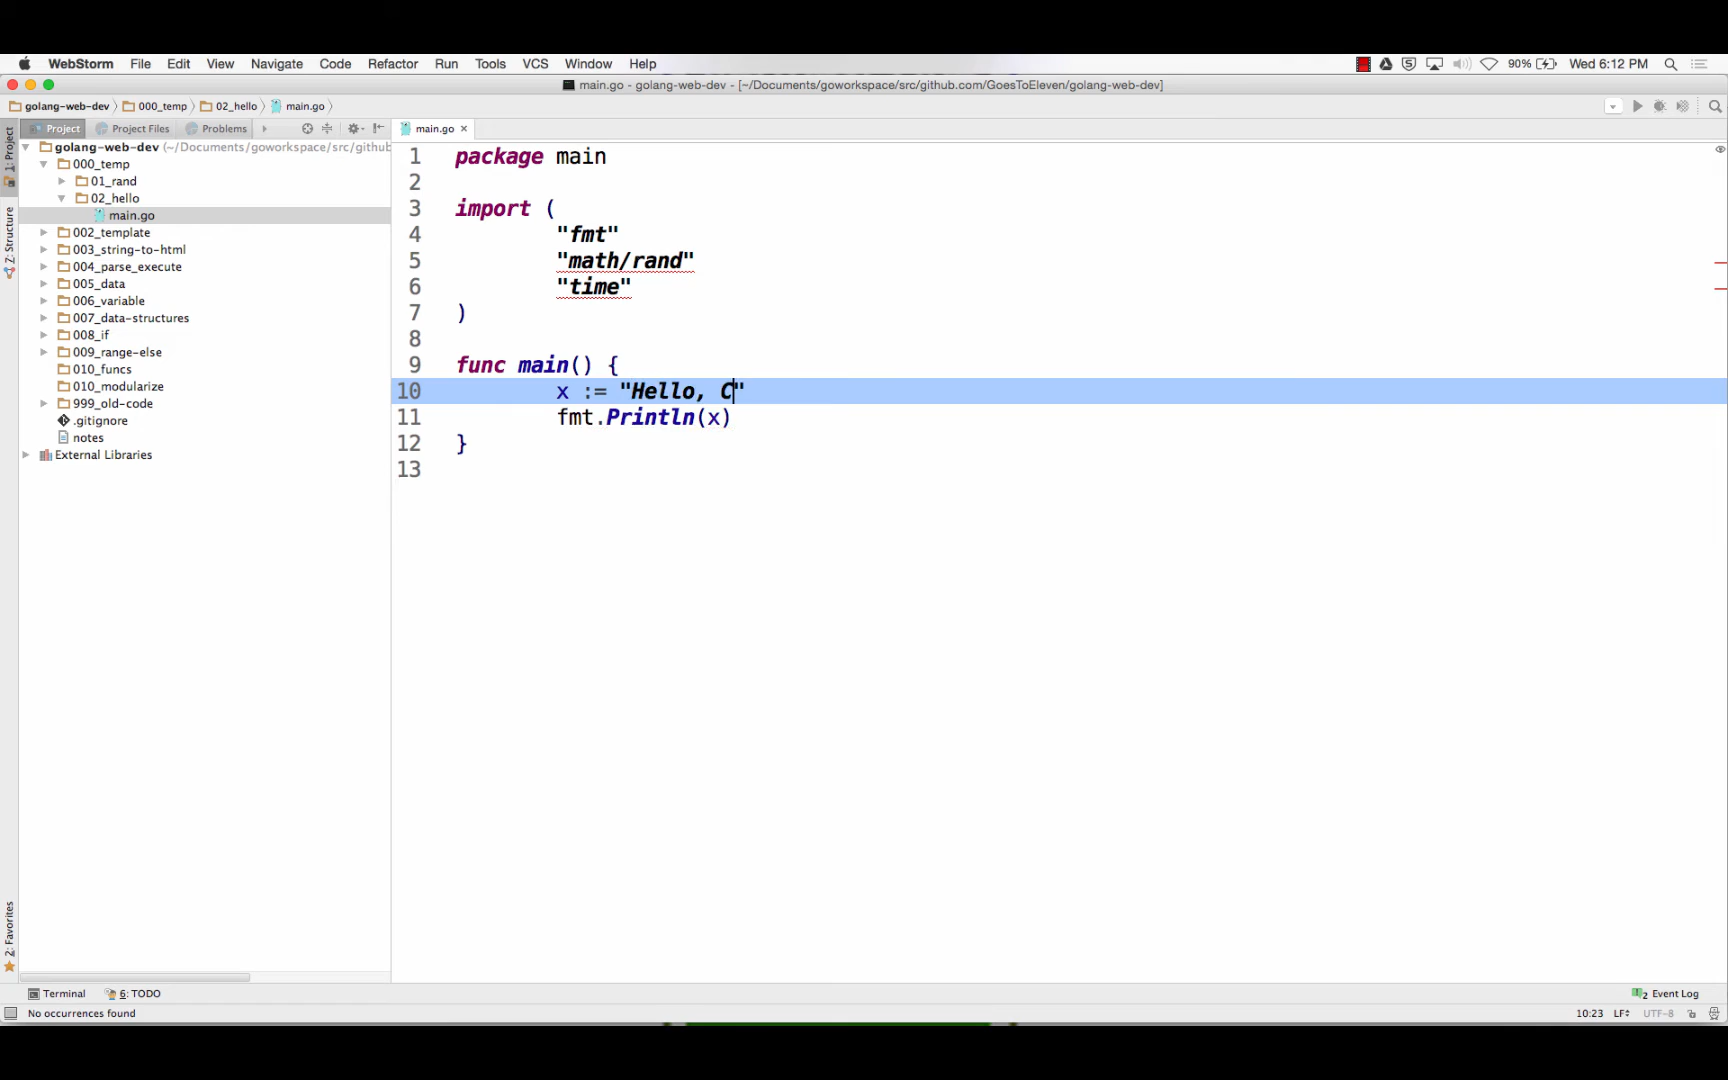 WebStorm File Edit View Navigate Code Refactor Run Tools VCS Window Help 90% Wed 6:12 PM
main.go - golang-web-dev - [~/Documents/goworkspace/src/github.com/GoesToEleven/golang-web-dev]
golang-web-dev 000_temp 02_hello main.go
Project Project Files Problems main.go ×
1: Project
Z: Structure
2: Favorites
golang-web-dev (~/Documents/goworkspace/src/github
000_temp
01_rand
02_hello
main.go
002_template
003_string-to-html
004_parse_execute
005_data
006_variable
007_data-structures
008_if
009_range-else
010_funcs
010_modularize
999_old-code
.gitignore
notes
External Libraries
1 package main
2
3 import (
4 "fmt"
5 "math/rand"
6 "time"
7 )
8
9 func main() {
10 x := "Hello, C"
11 fmt.Println(x)
12 }
13
Terminal 6: TODO 2 Event Log
No occurrences found 10:23 LF UTF-8